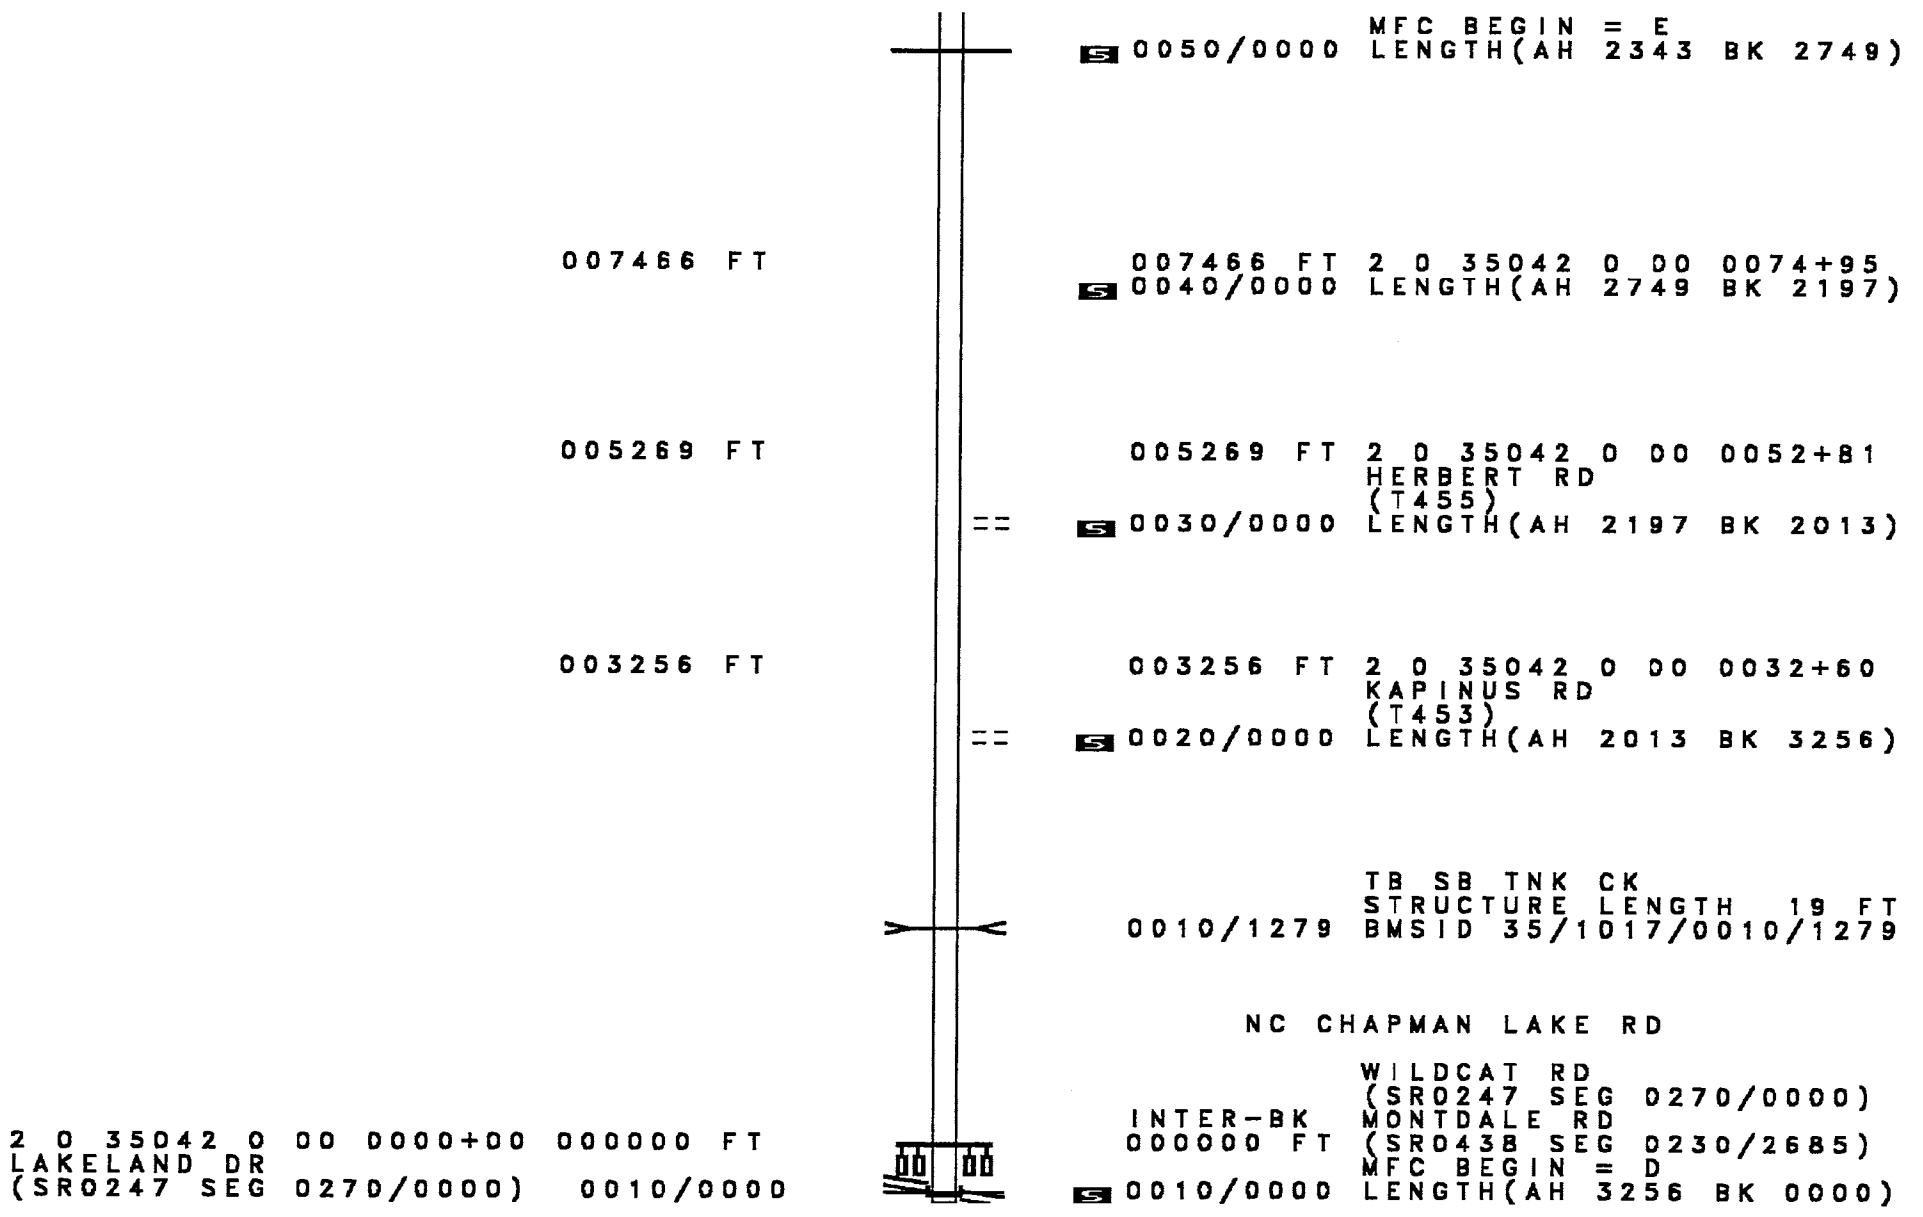 MFC BEGIN = E
S 0050/0000 LENGTH(AH 2343 BK 2749)
007466 FT 007466 FT 2 0 35042 0 00 0074+95
S 0040/0000 LENGTH(AH 2749 BK 2197)
005269 FT 005269 FT 2 0 35042 0 00 0052+81
HERBERT RD
(T455)
S 0030/0000 LENGTH(AH 2197 BK 2013)
003256 FT 003256 FT 2 0 35042 0 00 0032+60
KAPINUS RD
(T453)
S 0020/0000 LENGTH(AH 2013 BK 3256)
TB SB TNK CK
STRUCTURE LENGTH 19 FT
0010/1279 BMSID 35/1017/0010/1279
NC CHAPMAN LAKE RD
WILDCAT RD
(SR0247 SEG 0270/0000)
INTER-BK MONTDALE RD
2 0 35042 0 00 0000+00 000000 FT 000000 FT (SR0438 SEG 0230/2685)
LAKELAND DR MFC BEGIN = D
(SR0247 SEG 0270/0000) 0010/0000 S 0010/0000 LENGTH(AH 3256 BK 0000)